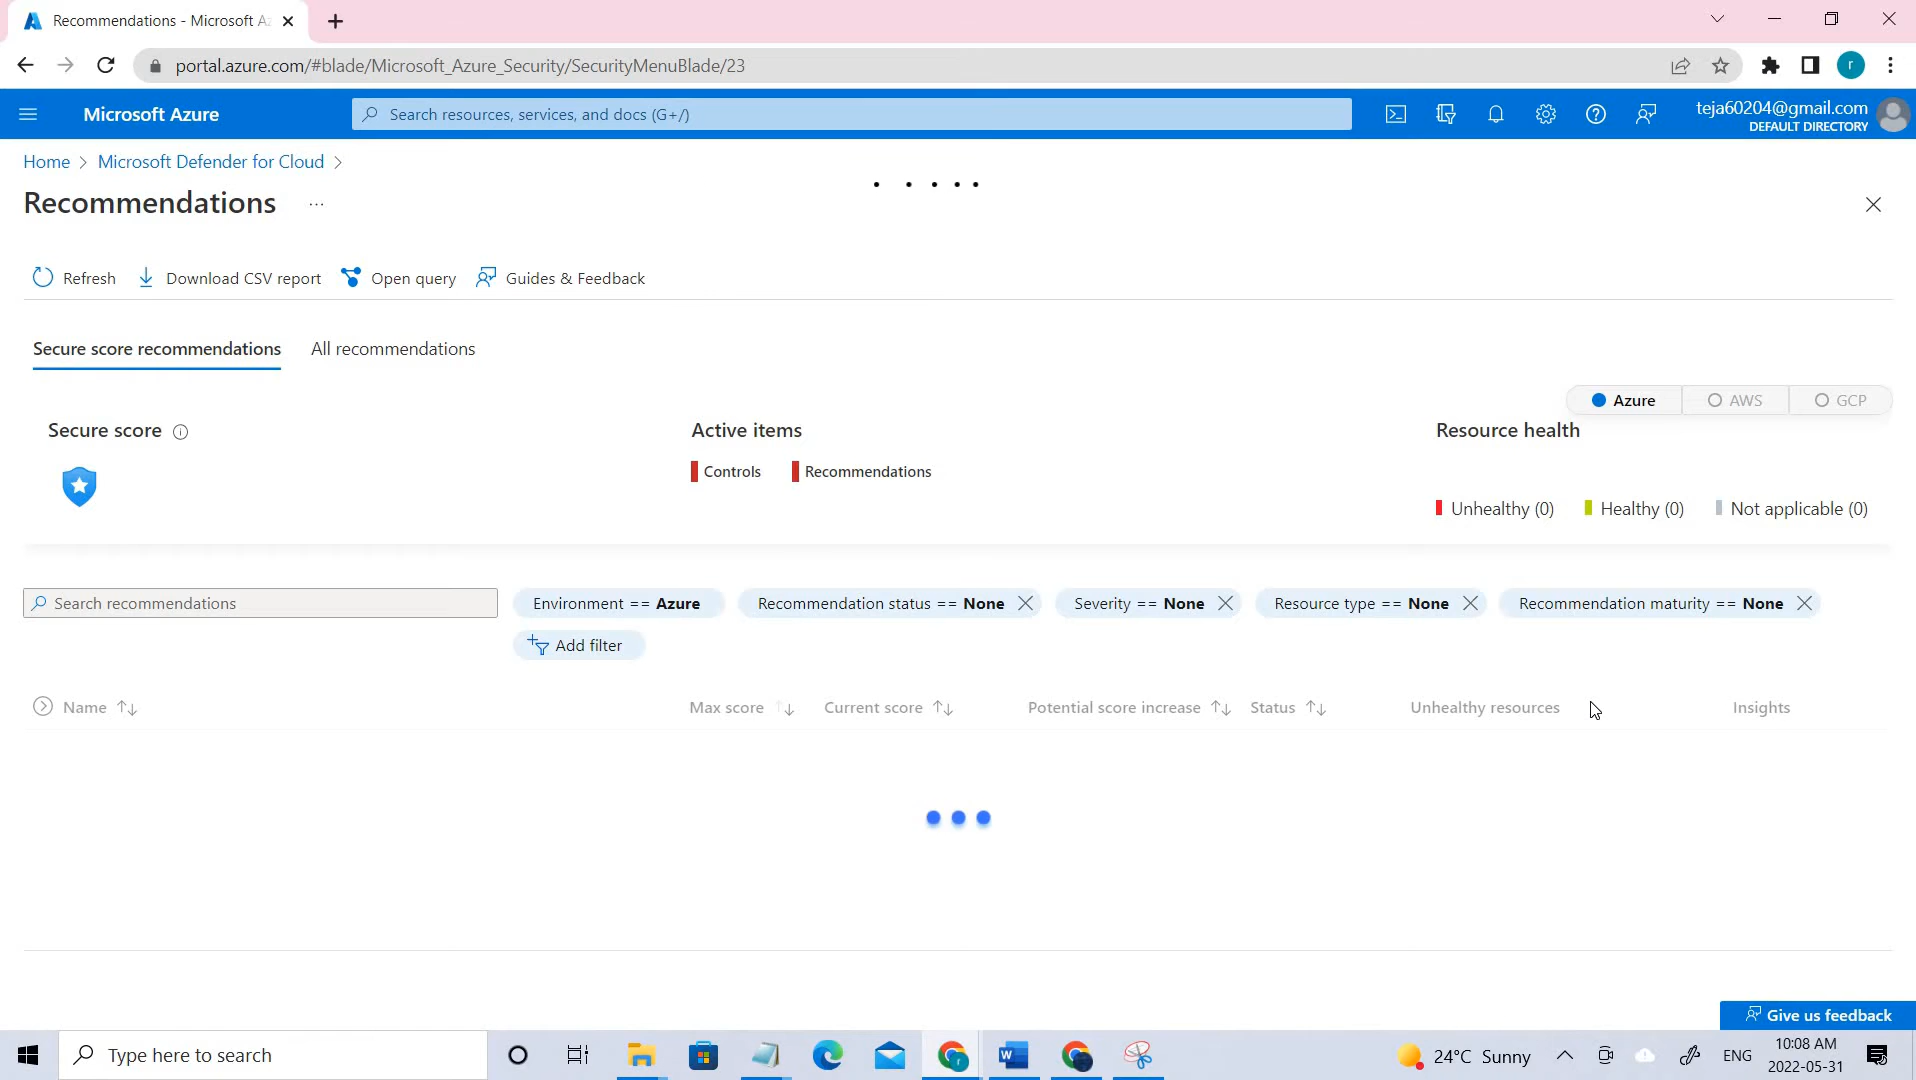 Recommendations - Microsoft Az
portal.azure.com/#blade/Microsoft_Azure_Security/SecurityMenuBlade/23
r
Microsoft Azure
Search resources, services, and docs (G+/)
teja60204@gmail.com
DEFAULT DIRECTORY
Home > Microsoft Defender for Cloud >
Recommendations ...
Refresh Download CSV report Open query Guides & Feedback
Secure score recommendations All recommendations
Azure AWS GCP
Secure score Active items Resource health
Controls Recommendations
Unhealthy (0) Healthy (0) Not applicable (0)
Search recommendations Environment == Azure Recommendation status == None Severity == None Resource type == None Recommendation maturity == None
Add filter
Name Max score Current score Potential score increase Status Unhealthy resources Insights
Give us feedback
Type here to search
24°C Sunny
ENG
10:08 AM
2022-05-31